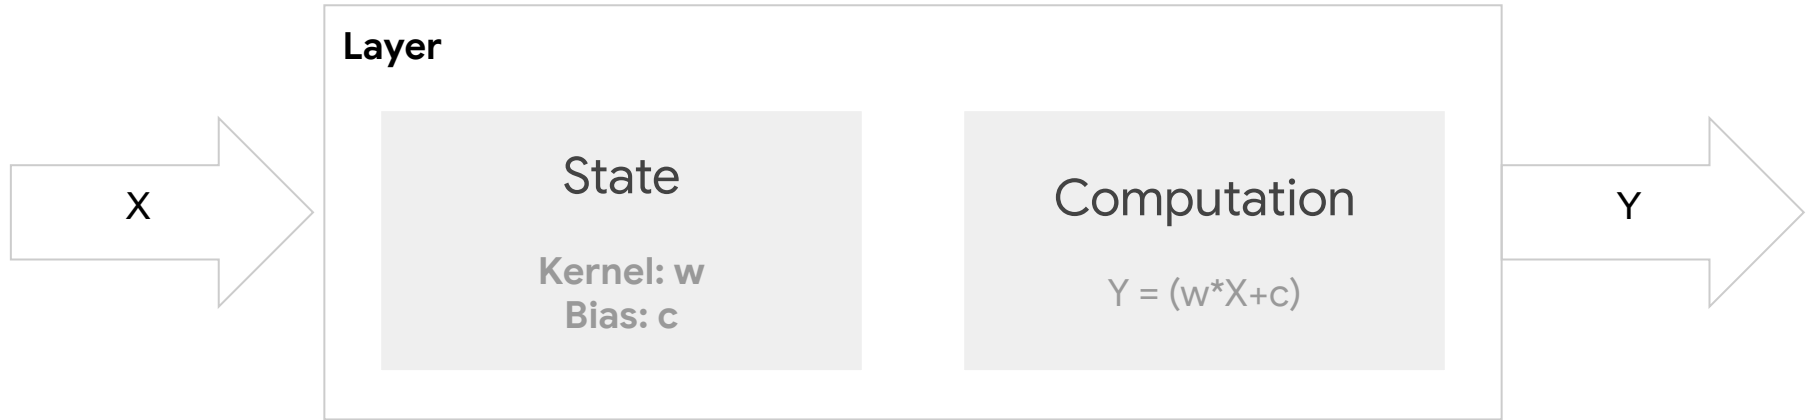 Layer
X
State
Kernel: w
Bias: c
Computation
Y = (w*X+c)
Y